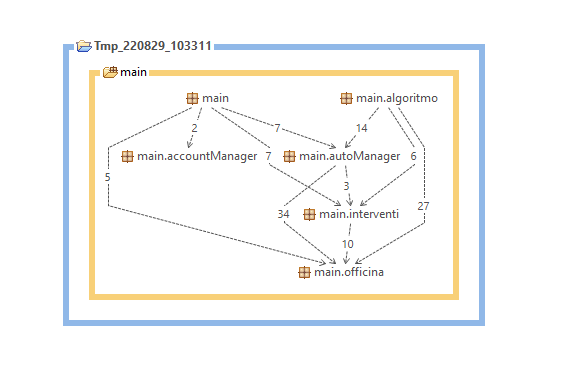 Tmp_220829_103311
main
main
main.algoritmo
2
7
14
main.accountManager
7
main.autoManager
6
5
3
34
main.interventi
27
10
main.officina